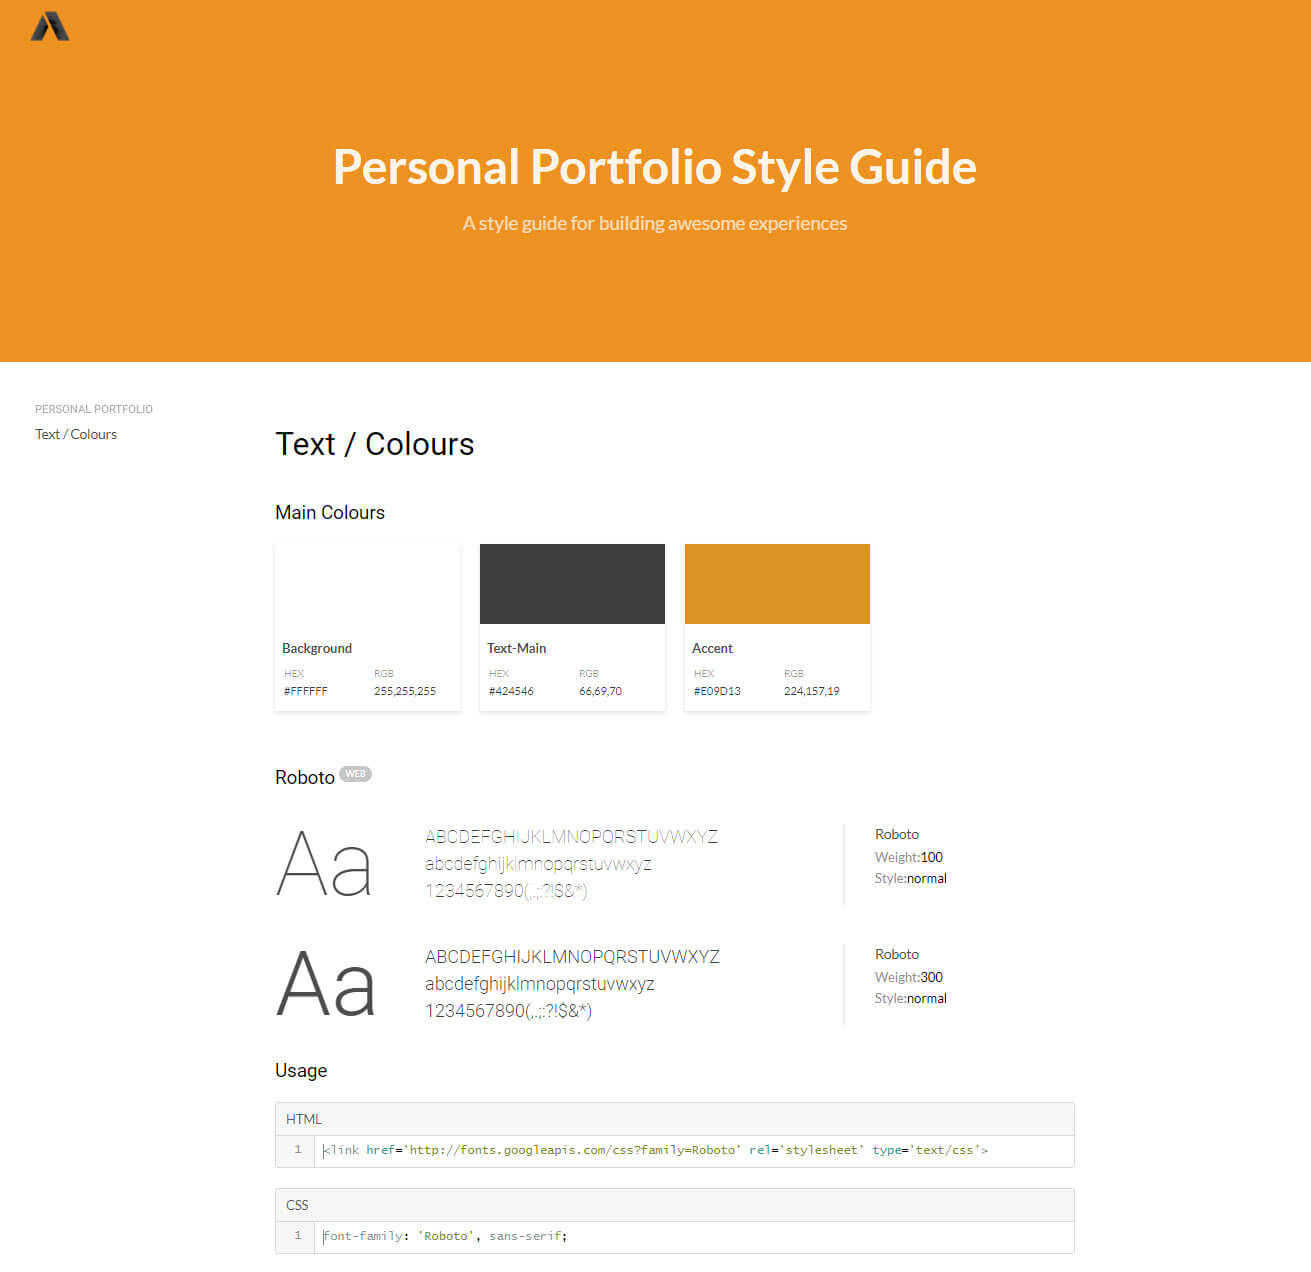 Personal Portfolio Style Guide
A style guide for building awesome experiences
PERSONAL PORTFOLIO
Text / Colours
Text / Colours
Main Colours
Background
HEX RGB
#FFFFFF 255,255,255
Text-Main
HEX RGB
#424546 66,69,70
Accent
HEX RGB
#E09D13 224,157,19
Roboto WEB
Aa
ABCDEFGHIJKLMNOPQRSTUVWXYZ
abcdefghijklmnopqrstuvwxyz
1234567890(,.;:?!$&*)
Roboto
Weight:100
Style:normal
Aa
ABCDEFGHIJKLMNOPQRSTUVWXYZ
abcdefghijklmnopqrstuvwxyz
1234567890(,.;:?!$&*)
Roboto
Weight:300
Style:normal
Usage
HTML
1 <link href='http://fonts.googleapis.com/css?family=Roboto' rel='stylesheet' type='text/css'>
CSS
1 font-family: 'Roboto', sans-serif;